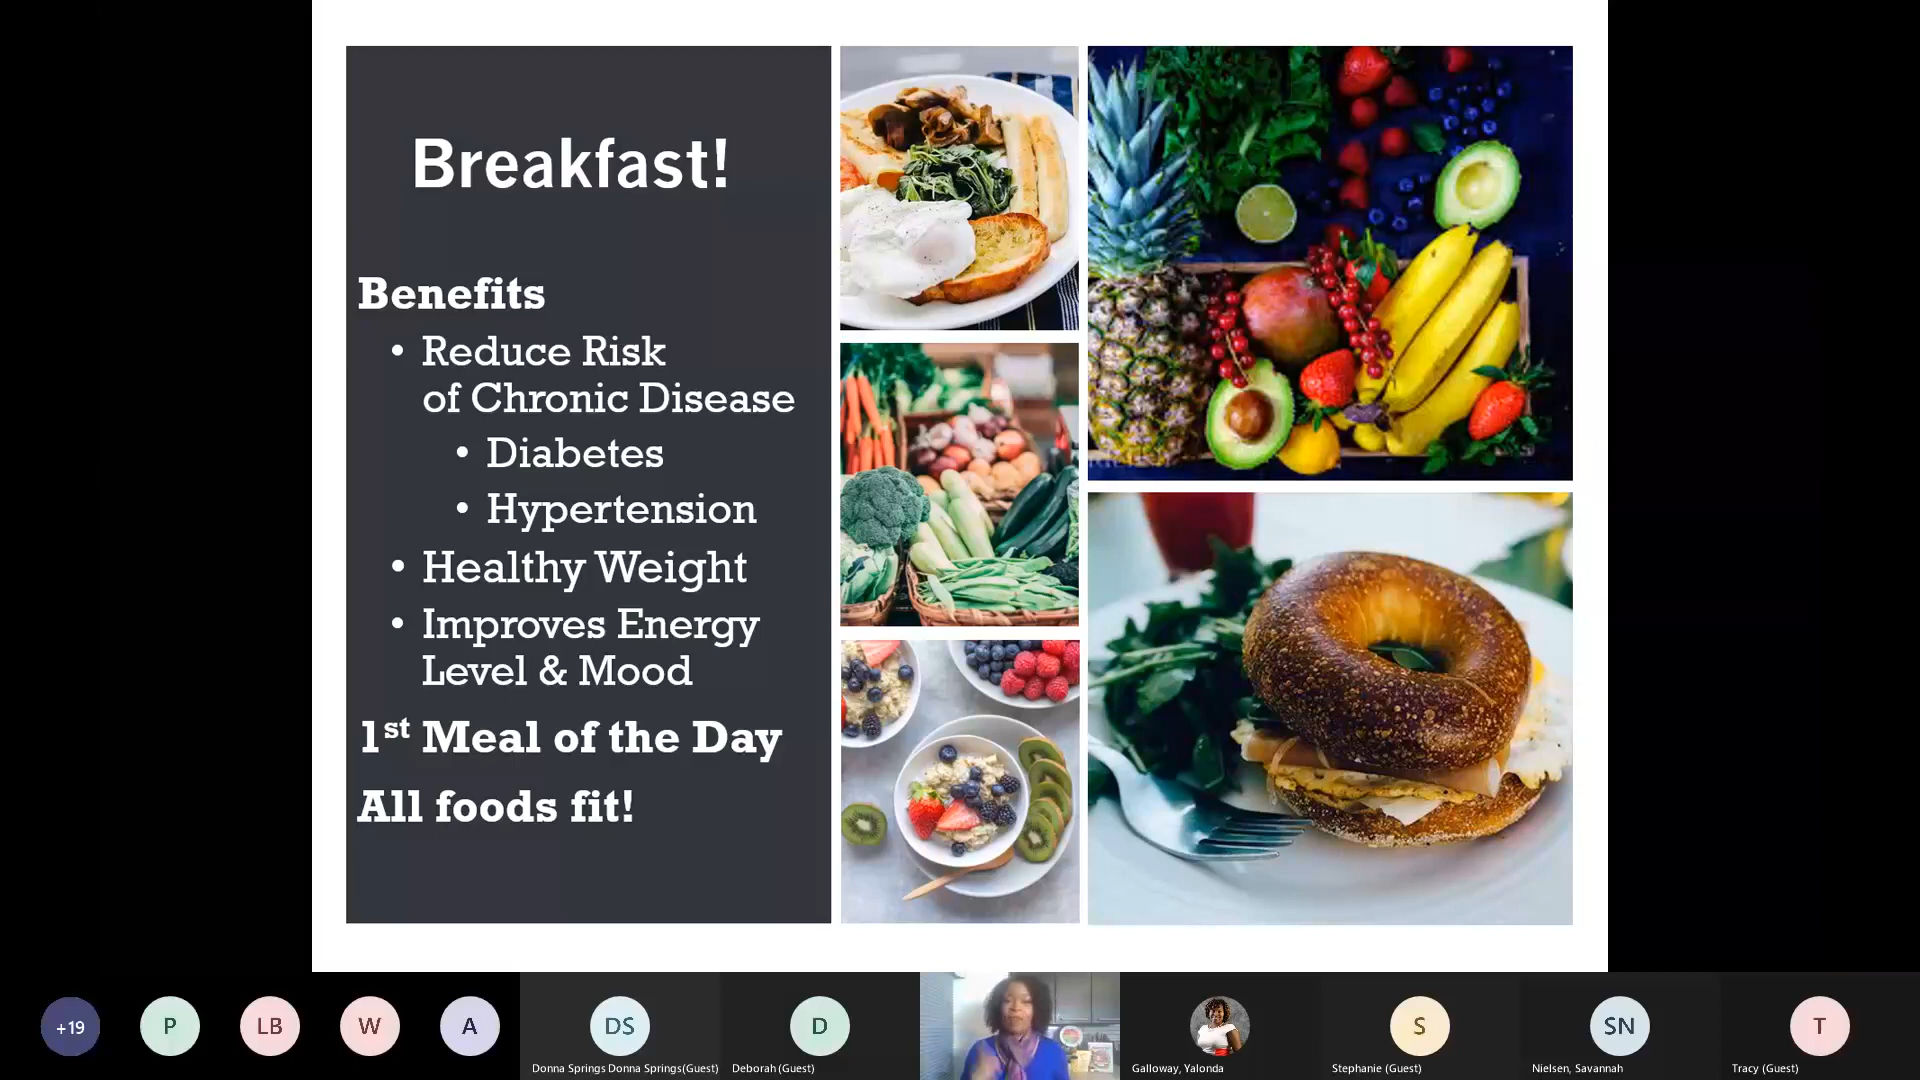 Breakfast!
Benefits
• Reduce Risk
of Chronic Disease
• Diabetes
• Hypertension
• Healthy Weight
• Improves Energy
Level & Mood
1st Meal of the Day
All foods fit!
+19
P
LB
W
A
DS
D
S
SN
T
Donna Springs Donna Springs(Guest)
Deborah (Guest)
Galloway, Yalonda
Stephanie (Guest)
Nielsen, Savannah
Tracy (Guest)